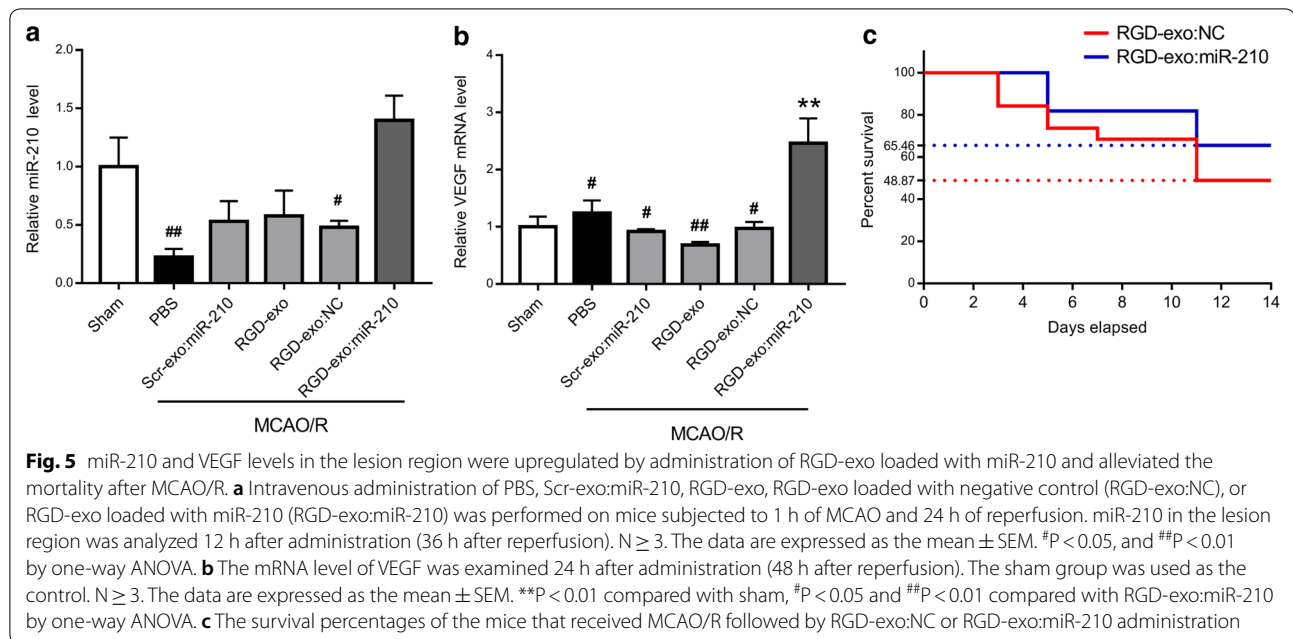 a
2.0
1.5
1.0
0.5
0.0
Relative miR-210 level
##
#
Sham
PBS
Scr-exo:miR-210
RGD-exo
RGD-exo:NC
RGD-exo:miR-210
MCAO/R
b
4
3
2
1
0
Relative VEGF mRNA level
#
#
##
#
**
Sham
PBS
Scr-exo:miR-210
RGD-exo
RGD-exo:NC
RGD-exo:miR-210
MCAO/R
c
RGD-exo:NC
RGD-exo:miR-210
100
80
65.46
60
48.87
40
20
0
Percent survival
0 2 4 6 8 10 12 14
Days elapsed
Fig. 5 miR-210 and VEGF levels in the lesion region were upregulated by administration of RGD-exo loaded with miR-210 and alleviated the
mortality after MCAO/R. a Intravenous administration of PBS, Scr-exo:miR-210, RGD-exo, RGD-exo loaded with negative control (RGD-exo:NC), or
RGD-exo loaded with miR-210 (RGD-exo:miR-210) was performed on mice subjected to 1 h of MCAO and 24 h of reperfusion. miR-210 in the lesion
region was analyzed 12 h after administration (36 h after reperfusion). N ≥ 3. The data are expressed as the mean ± SEM. #P < 0.05, and ##P < 0.01
by one-way ANOVA. b The mRNA level of VEGF was examined 24 h after administration (48 h after reperfusion). The sham group was used as the
control. N ≥ 3. The data are expressed as the mean ± SEM. **P < 0.01 compared with sham, #P < 0.05 and ##P < 0.01 compared with RGD-exo:miR-210
by one-way ANOVA. c The survival percentages of the mice that received MCAO/R followed by RGD-exo:NC or RGD-exo:miR-210 administration